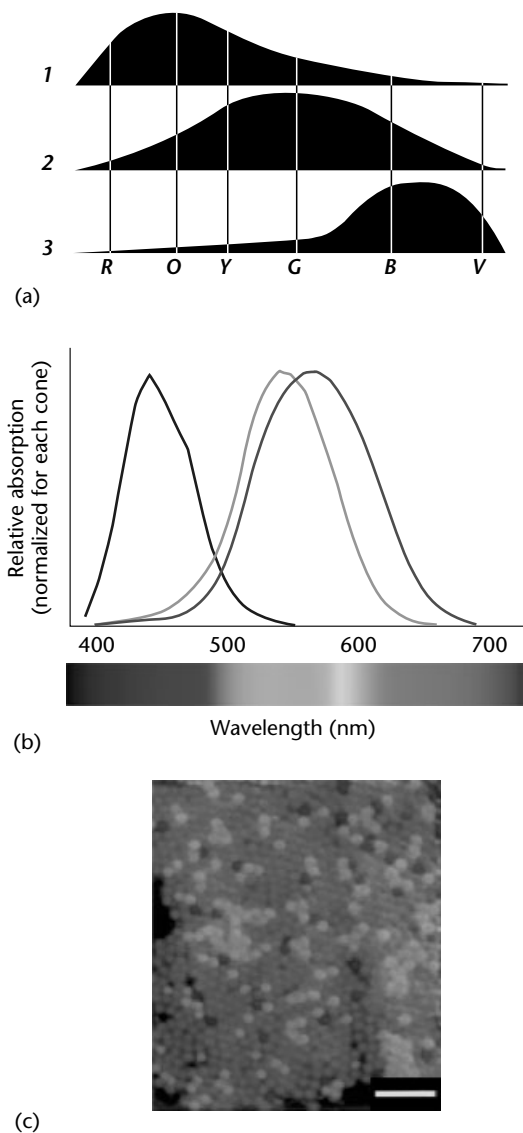 1
2
3
R O Y G B V
(a)
Relative absorption
(normalized for each cone)
400 500 600 700
Wavelength (nm)
(b)
(c)